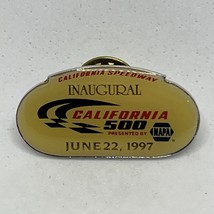 CALIFORNIA SPEEDWAY
INAUGURAL
CALIFORNIA
500
PRESENTED BY NAPA
JUNE 22, 1997